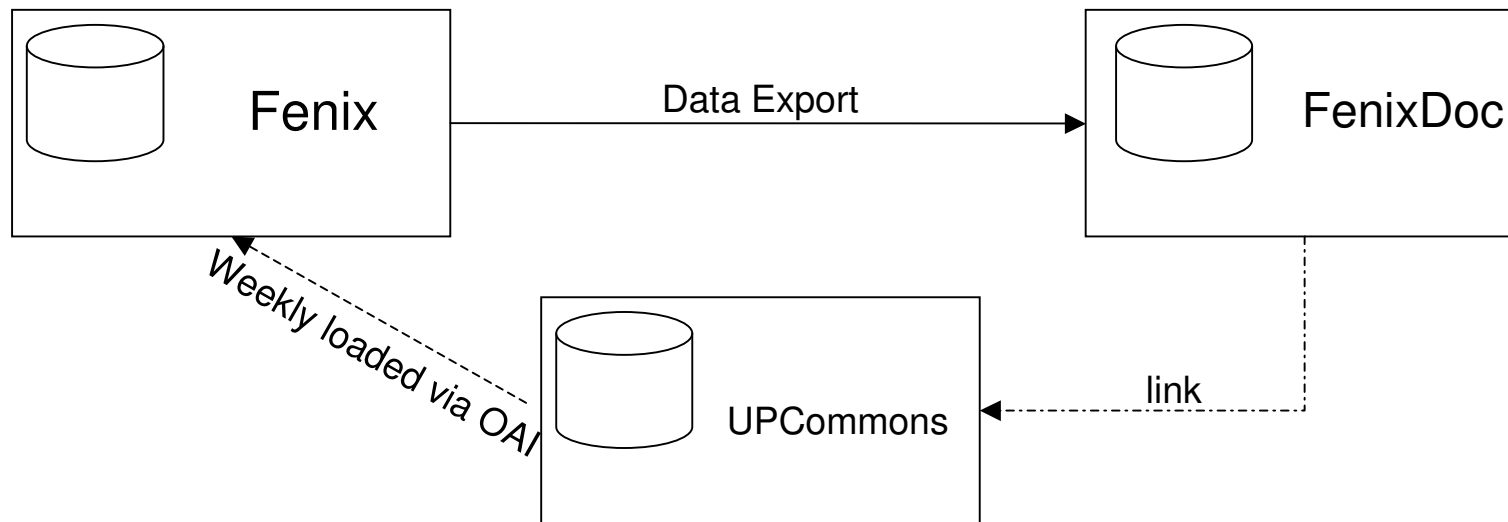 Fenix
Data Export
FenixDoc
Weekly loaded via OAI
UPCommons
link